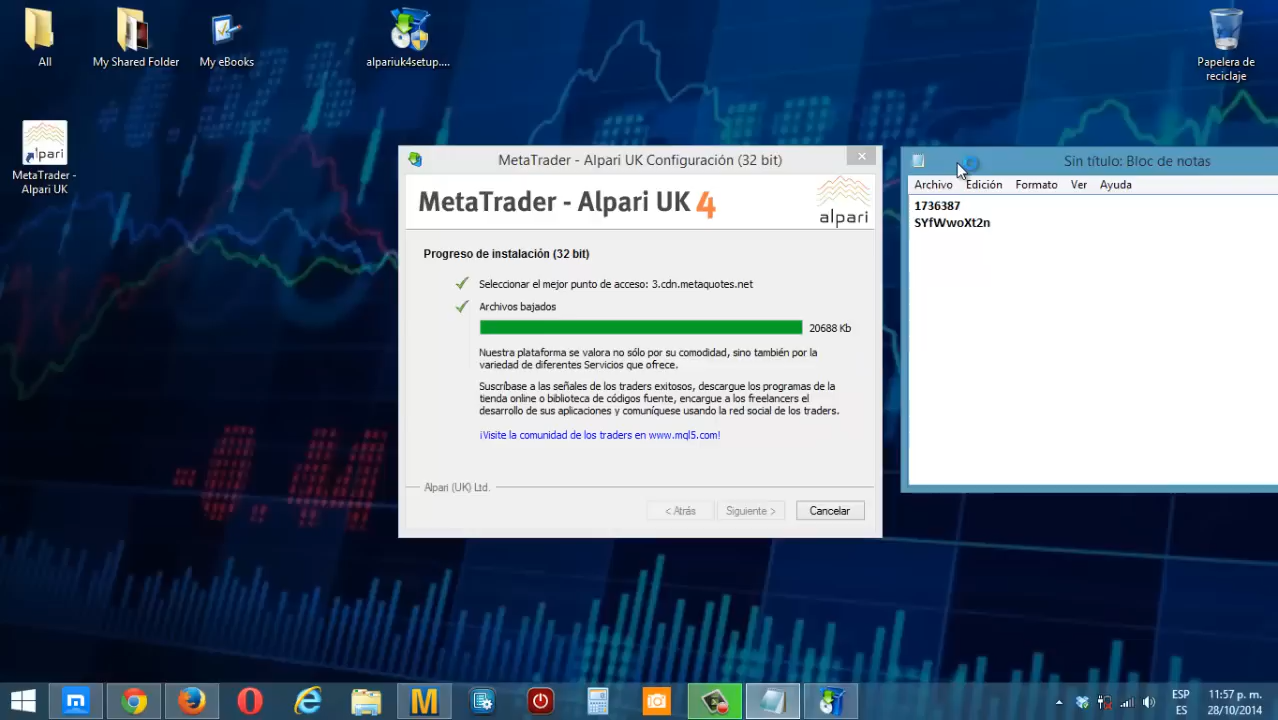 All
My Shared Folder
My eBooks
alpariuk4setup....
Papelera de
reciclaje
alpari
MetaTrader -
Alpari UK
MetaTrader - Alpari UK Configuración (32 bit)
MetaTrader - Alpari UK 4
alpari
Progreso de instalación (32 bit)
Seleccionar el mejor punto de acceso: 3.cdn.metaquotes.net
Archivos bajados
20688 Kb
Nuestra plataforma se valora no sólo por su comodidad, sino también por la
variedad de diferentes Servicios que ofrece.
Suscríbase a las señales de los traders exitosos, descargue los programas de la
tienda online o biblioteca de códigos fuente, encargue a los freelancers el
desarrollo de sus aplicaciones y comuníquese usando la red social de los traders.
¡Visite la comunidad de los traders en www.mql5.com!
Alpari (UK) Ltd.
< Atrás
Siguiente >
Cancelar
Sin título: Bloc de notas
Archivo Edición Formato Ver Ayuda
1736387
SYfWwoXt2n
ESP
ES
11:57 p. m.
28/10/2014